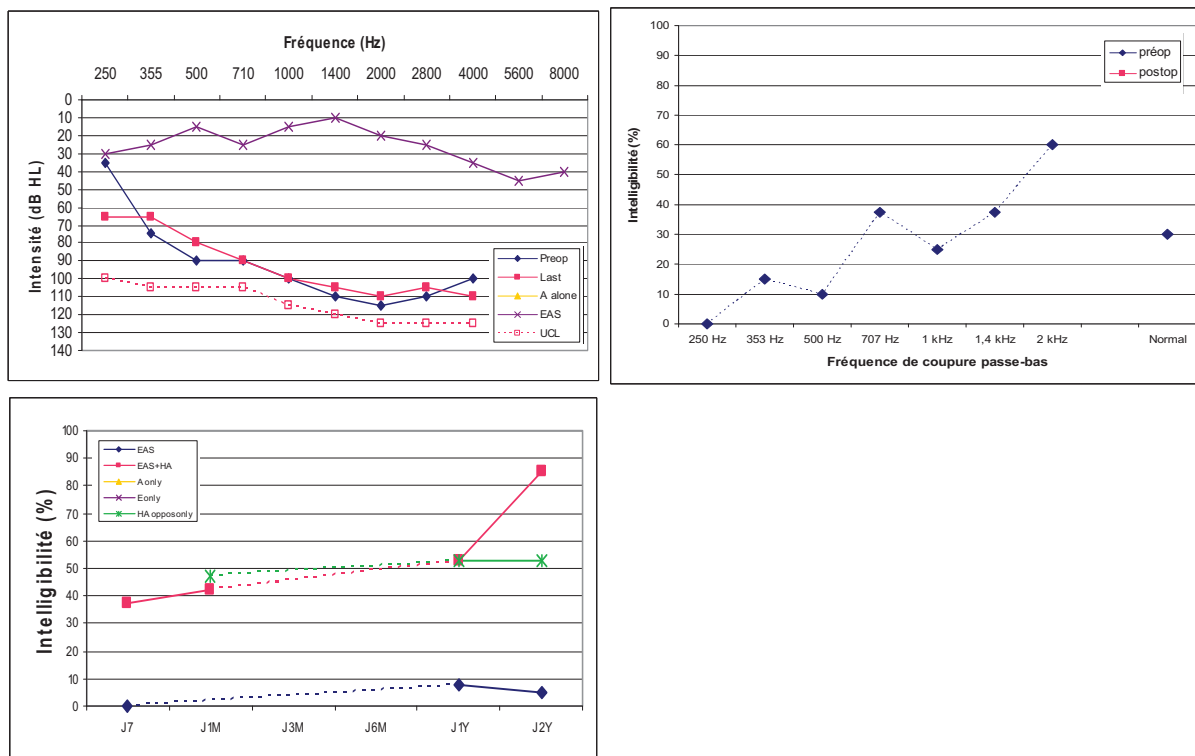 Fréquence (Hz)
250 355 500 710 1000 1400 2000 2800 4000 5600 8000
0
10
20
30
40
50
60
70
80
90
100
110
120
130
140
Intensité (dB HL)
Preop
Last
A alone
EAS
UCL
100
90
80
70
60
50
40
30
20
10
0
Intelligibilité (%)
préop
postop
250 Hz 353 Hz 500 Hz 707 Hz 1 kHz 1,4 kHz 2 kHz Normal
Fréquence de coupure passe-bas
100
90
80
70
60
50
40
30
20
10
0
Intelligibilité (%)
EAS
EAS+HA
A only
E only
HA oppos only
J7 J1M J3M J6M J1Y J2Y